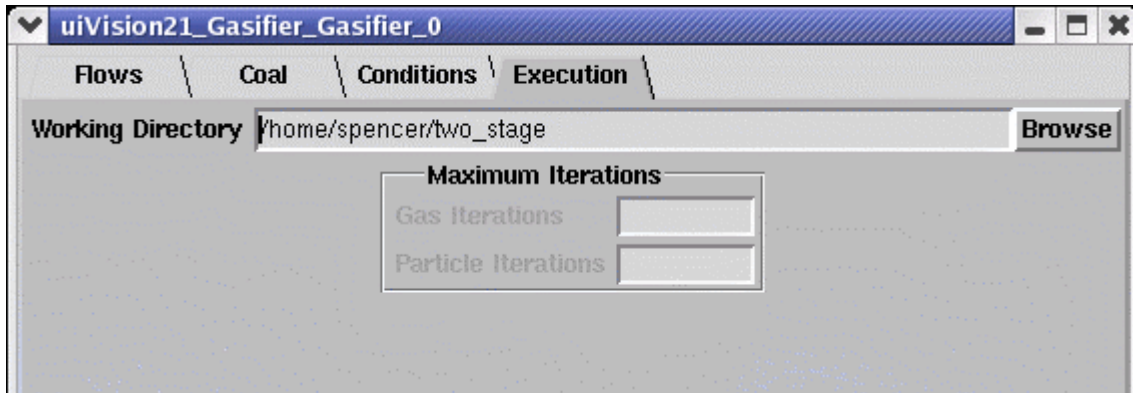 uiVision21_Gasifier_Gasifier_0
Flows Coal Conditions Execution
Working Directory /home/spencer/two_stage Browse
Maximum Iterations
Gas Iterations
Particle Iterations